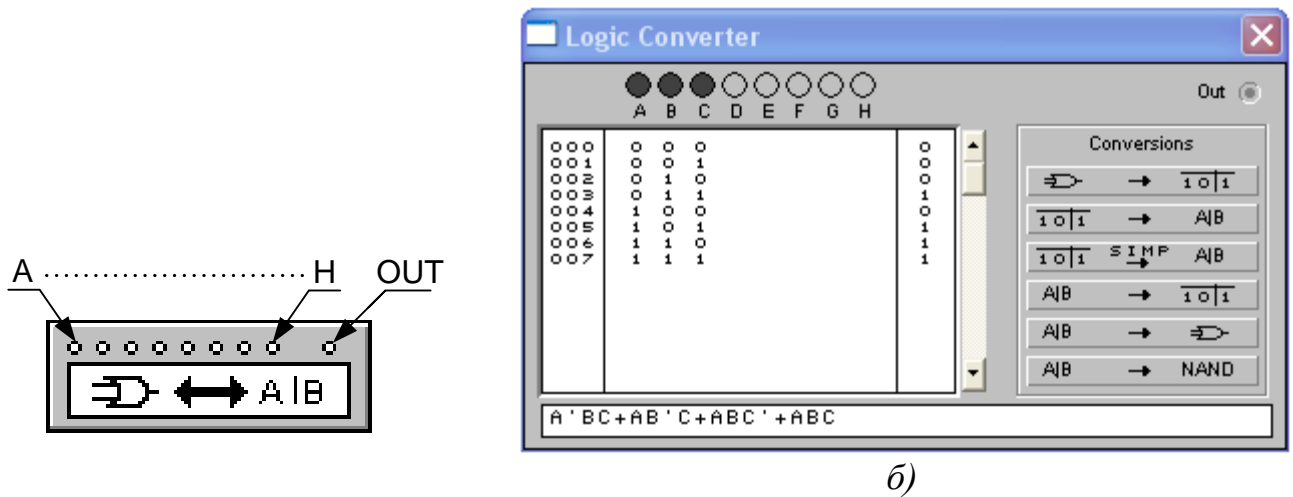 A ........................... H OUT
A|B
Logic Converter
A B C D E F G H
Out
000 0 0 0 0
001 0 0 1 0
002 0 1 0 0
003 0 1 1 1
004 1 0 0 0
005 1 0 1 1
006 1 1 0 1
007 1 1 1 1
Conversions
→ 1 0|1
1 0|1 → A|B
1 0|1 SIMP → A|B
A|B → 1 0|1
A|B →
A|B → NAND
A'BC+AB'C+ABC'+ABC
б)